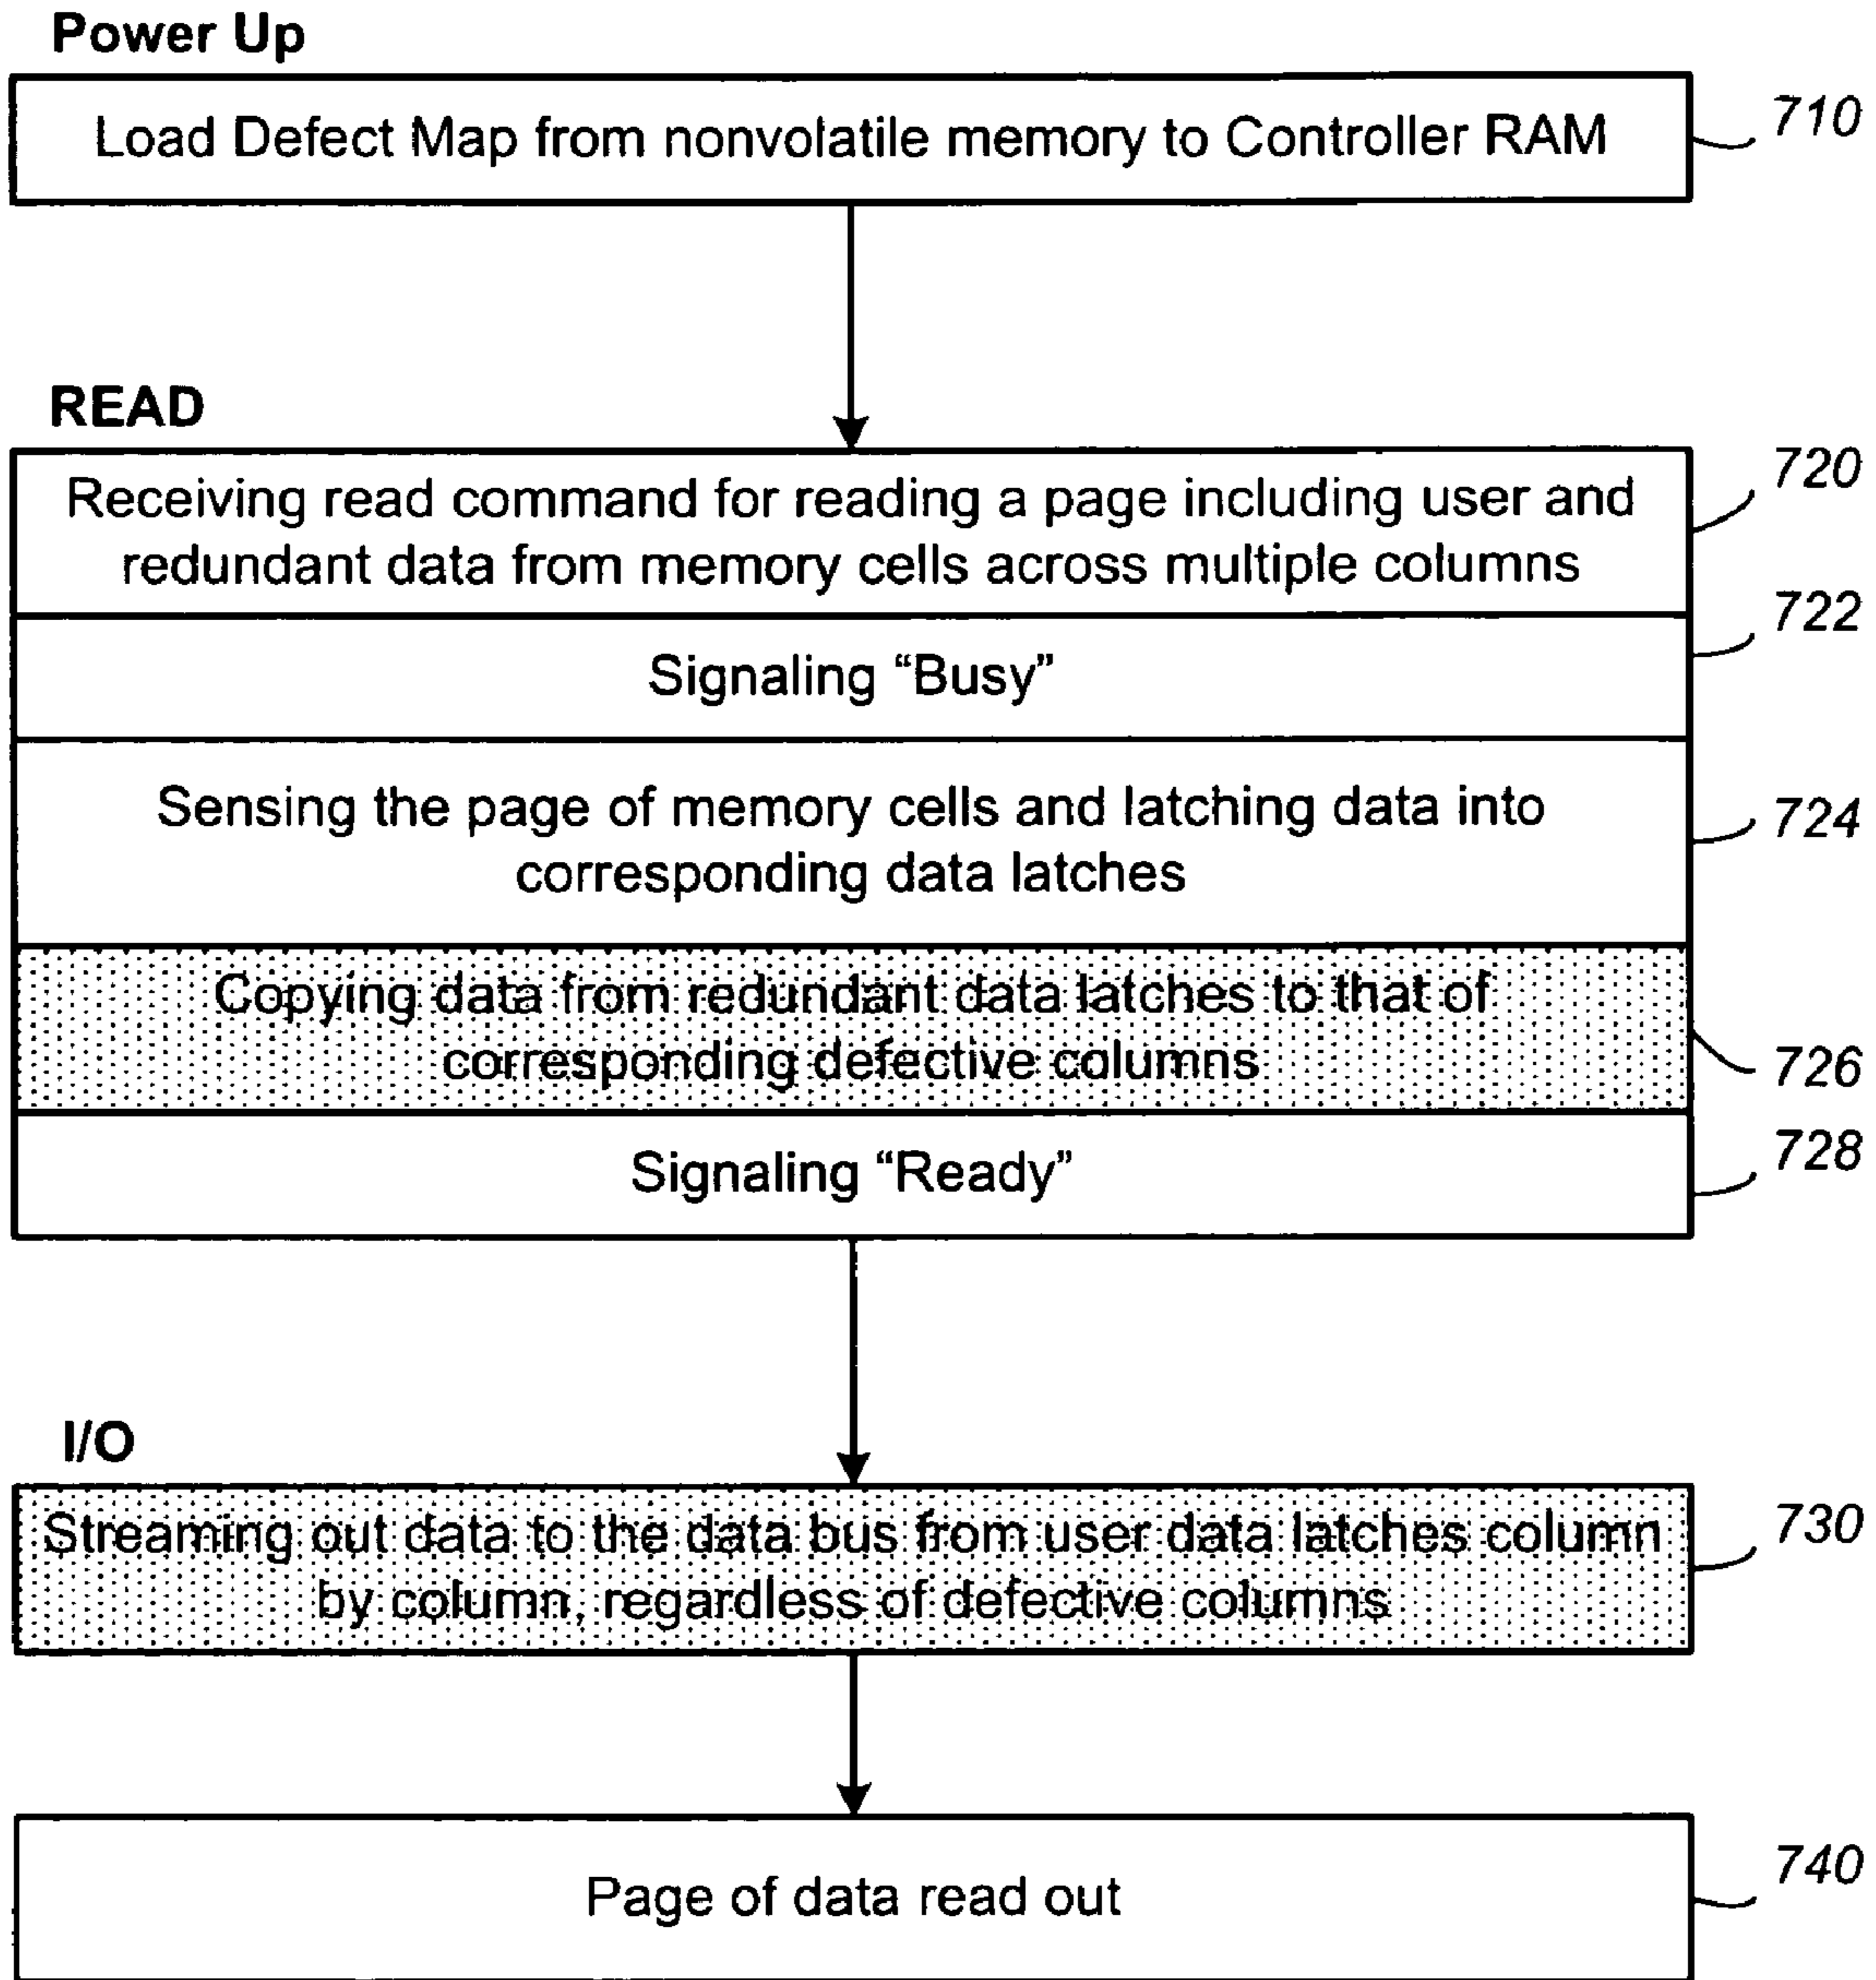 Power Up
Load Defect Map from nonvolatile memory to Controller RAM
710
READ
Receiving read command for reading a page including user and
redundant data from memory cells across multiple columns
720
Signaling “Busy”
722
Sensing the page of memory cells and latching data into
corresponding data latches
724
Copying data from redundant data latches to that of
corresponding defective columns
726
Signaling “Ready”
728
I/O
Streaming out data to the data bus from user data latches column
by column, regardless of defective columns
730
Page of data read out
740